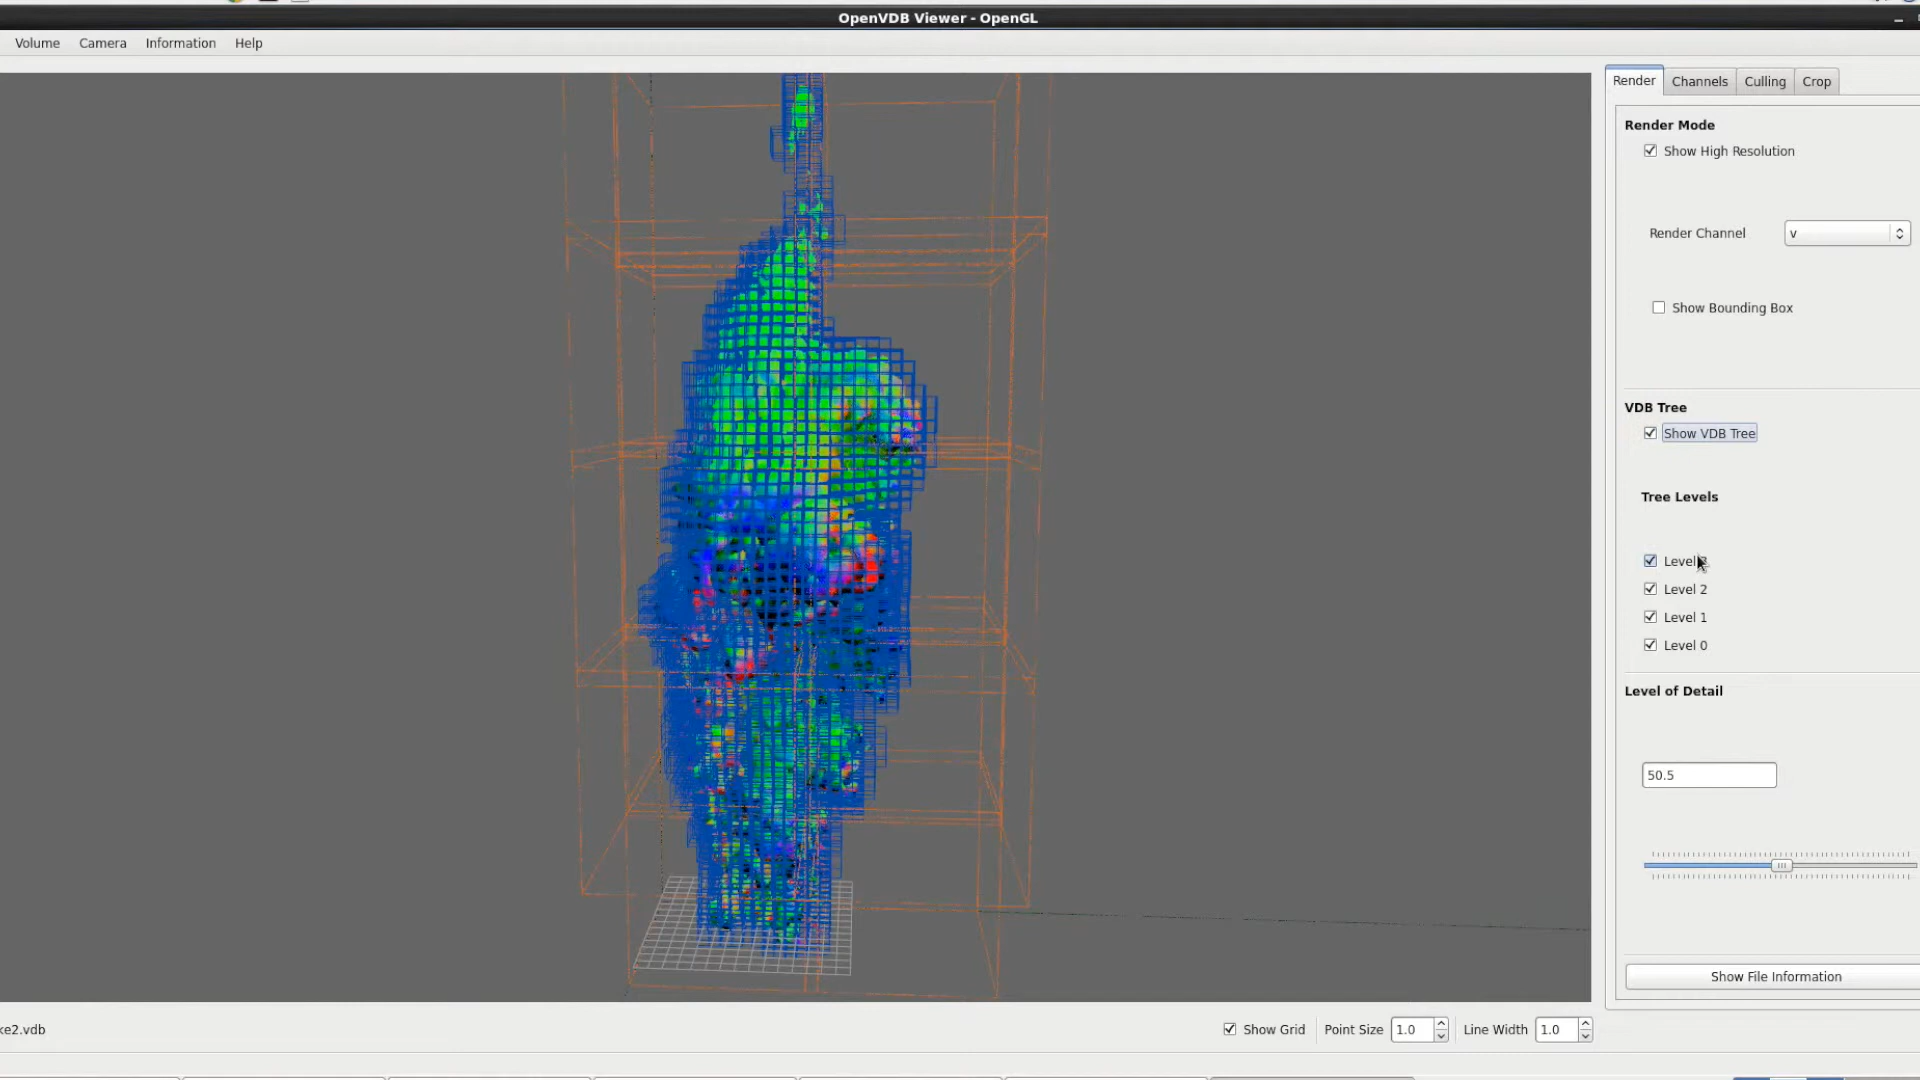 OpenVDB Viewer - OpenGL
Volume Camera Information Help
Render Channels Culling Crop
Render Mode
Show High Resolution
Render Channel v
Show Bounding Box
VDB Tree
Show VDB Tree
Tree Levels
Level
Level 2
Level 1
Level 0
Level of Detail
50.5
Show File Information
ke2.vdb Show Grid Point Size 1.0 Line Width 1.0